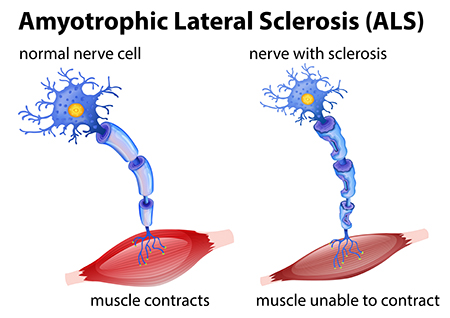 Amyotrophic Lateral Sclerosis (ALS)
normal nerve cell
nerve with sclerosis
muscle contracts
muscle unable to contract